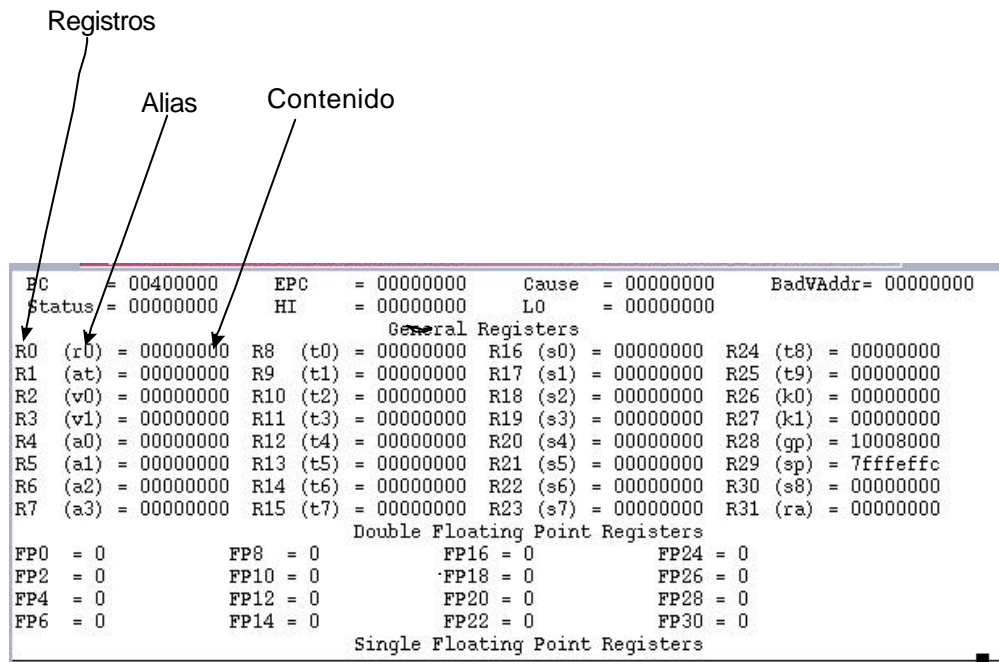 Registros
Alias Contenido
PC = 00400000 EPC = 00000000 Cause = 00000000 BadVAddr= 00000000
Status = 00000000 HI = 00000000 LO = 00000000
General Registers
R0 (r0) = 00000000 R8 (t0) = 00000000 R16 (s0) = 00000000 R24 (t8) = 00000000
R1 (at) = 00000000 R9 (t1) = 00000000 R17 (s1) = 00000000 R25 (t9) = 00000000
R2 (v0) = 00000000 R10 (t2) = 00000000 R18 (s2) = 00000000 R26 (k0) = 00000000
R3 (v1) = 00000000 R11 (t3) = 00000000 R19 (s3) = 00000000 R27 (k1) = 00000000
R4 (a0) = 00000000 R12 (t4) = 00000000 R20 (s4) = 00000000 R28 (gp) = 10008000
R5 (a1) = 00000000 R13 (t5) = 00000000 R21 (s5) = 00000000 R29 (sp) = 7fffeffc
R6 (a2) = 00000000 R14 (t6) = 00000000 R22 (s6) = 00000000 R30 (s8) = 00000000
R7 (a3) = 00000000 R15 (t7) = 00000000 R23 (s7) = 00000000 R31 (ra) = 00000000
Double Floating Point Registers
FP0 = 0 FP8 = 0 FP16 = 0 FP24 = 0
FP2 = 0 FP10 = 0 FP18 = 0 FP26 = 0
FP4 = 0 FP12 = 0 FP20 = 0 FP28 = 0
FP6 = 0 FP14 = 0 FP22 = 0 FP30 = 0
Single Floating Point Registers